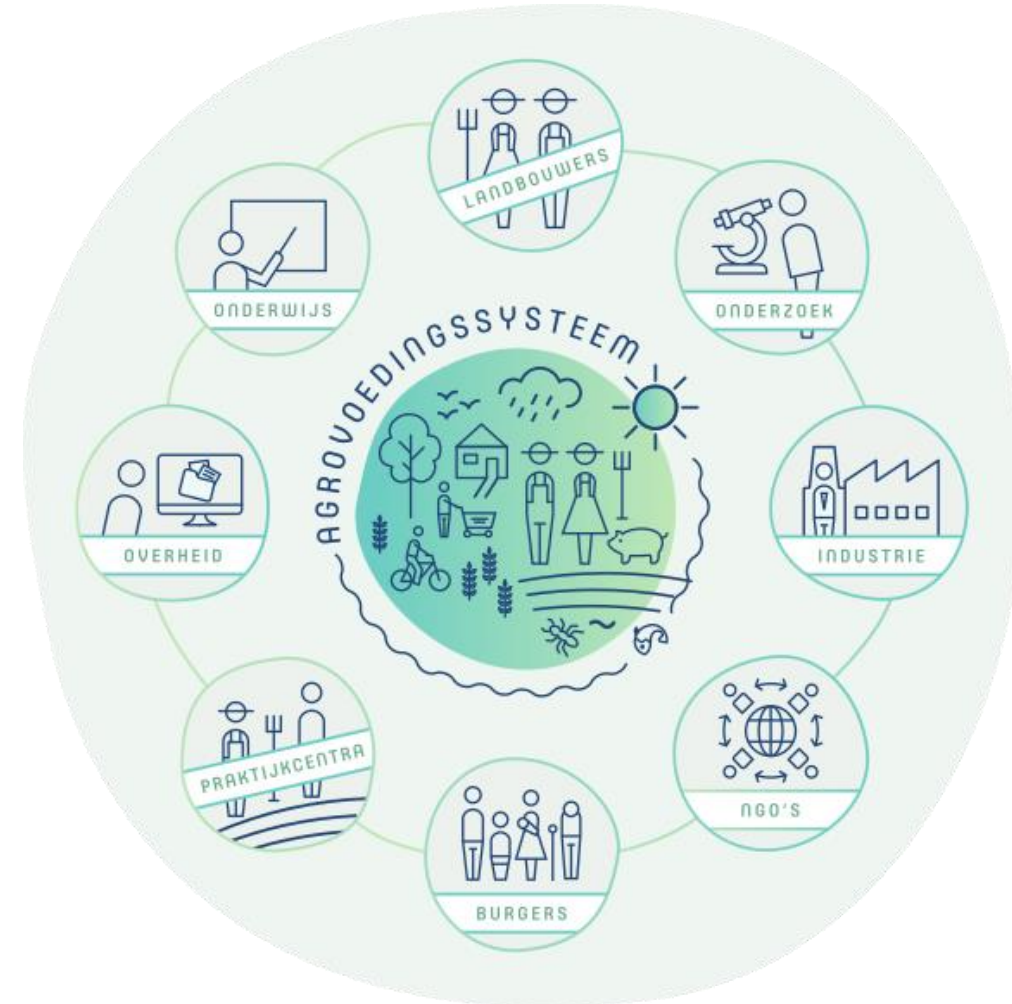 LANDBOUWERS
ONDERWIJS
ONDERZOEK
AGROVOEDINGSSYSTEEM
OVERHEID
INDUSTRIE
PRAKTIJKCENTRA
NGO'S
BURGERS